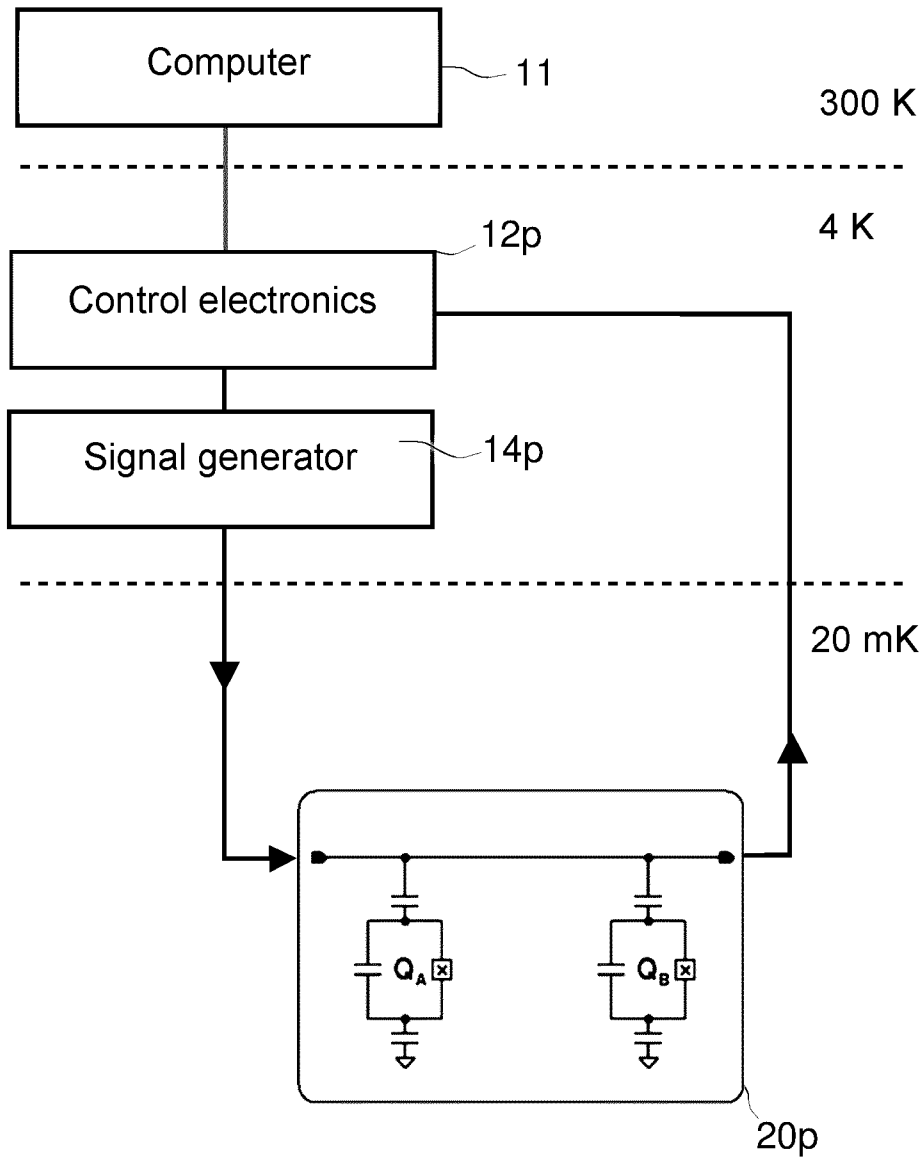 Computer
11
300 K
12p
4 K
Control electronics
Signal generator
14p
20 mK
QA
QB
20p